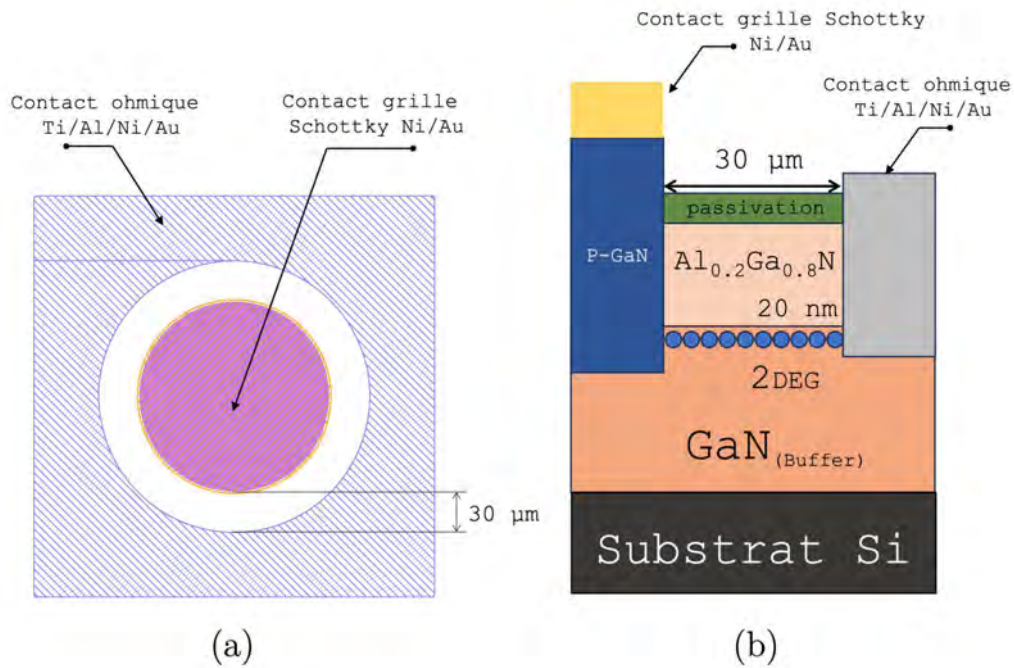 Contact ohmique
Ti/Al/Ni/Au
Contact grille
Schottky Ni/Au
30 µm
(a)
Contact grille Schottky
Ni/Au
Contact ohmique
Ti/Al/Ni/Au
30 µm
passivation
P-GaN
Al0.2Ga0.8N
20 nm
2DEG
GaN(Buffer)
Substrat Si
(b)